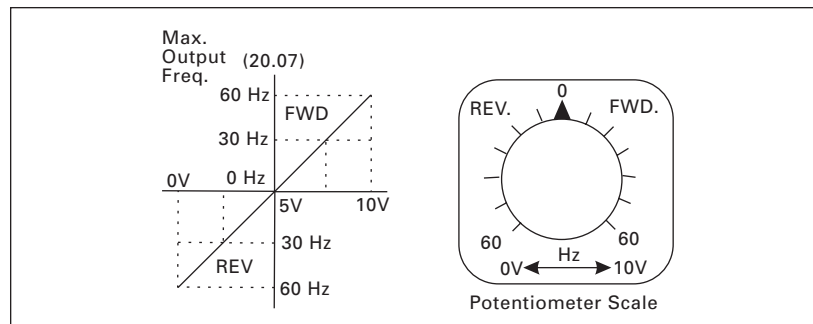 Max.
Output (20.07)
Freq.
60 Hz
FWD
30 Hz
0V
0 Hz
5V
10V
30 Hz
REV
60 Hz
0
REV.
FWD.
60
60
Hz
0V
10V
Potentiometer Scale